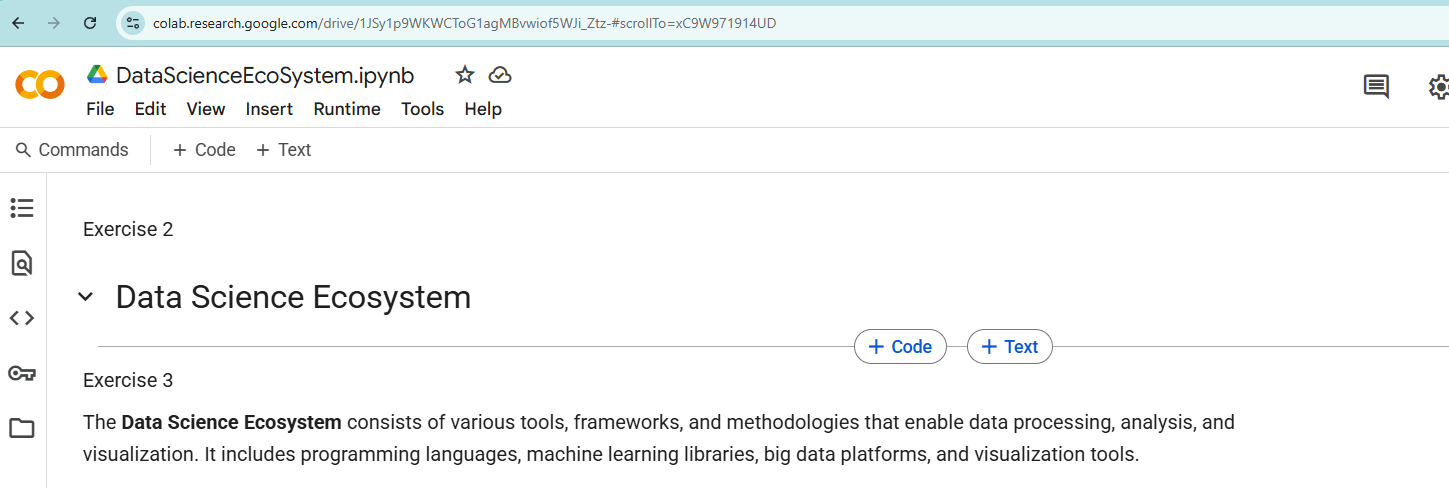 colab.research.google.com/drive/1JSy1p9WKWCToG1agMBvwiof5WJi_Ztz-#scrollTo=xC9W971914UD
DataScienceEcoSystem.ipynb
File Edit View Insert Runtime Tools Help
Commands + Code + Text
Exercise 2
Data Science Ecosystem
+ Code + Text
Exercise 3
The Data Science Ecosystem consists of various tools, frameworks, and methodologies that enable data processing, analysis, and
visualization. It includes programming languages, machine learning libraries, big data platforms, and visualization tools.